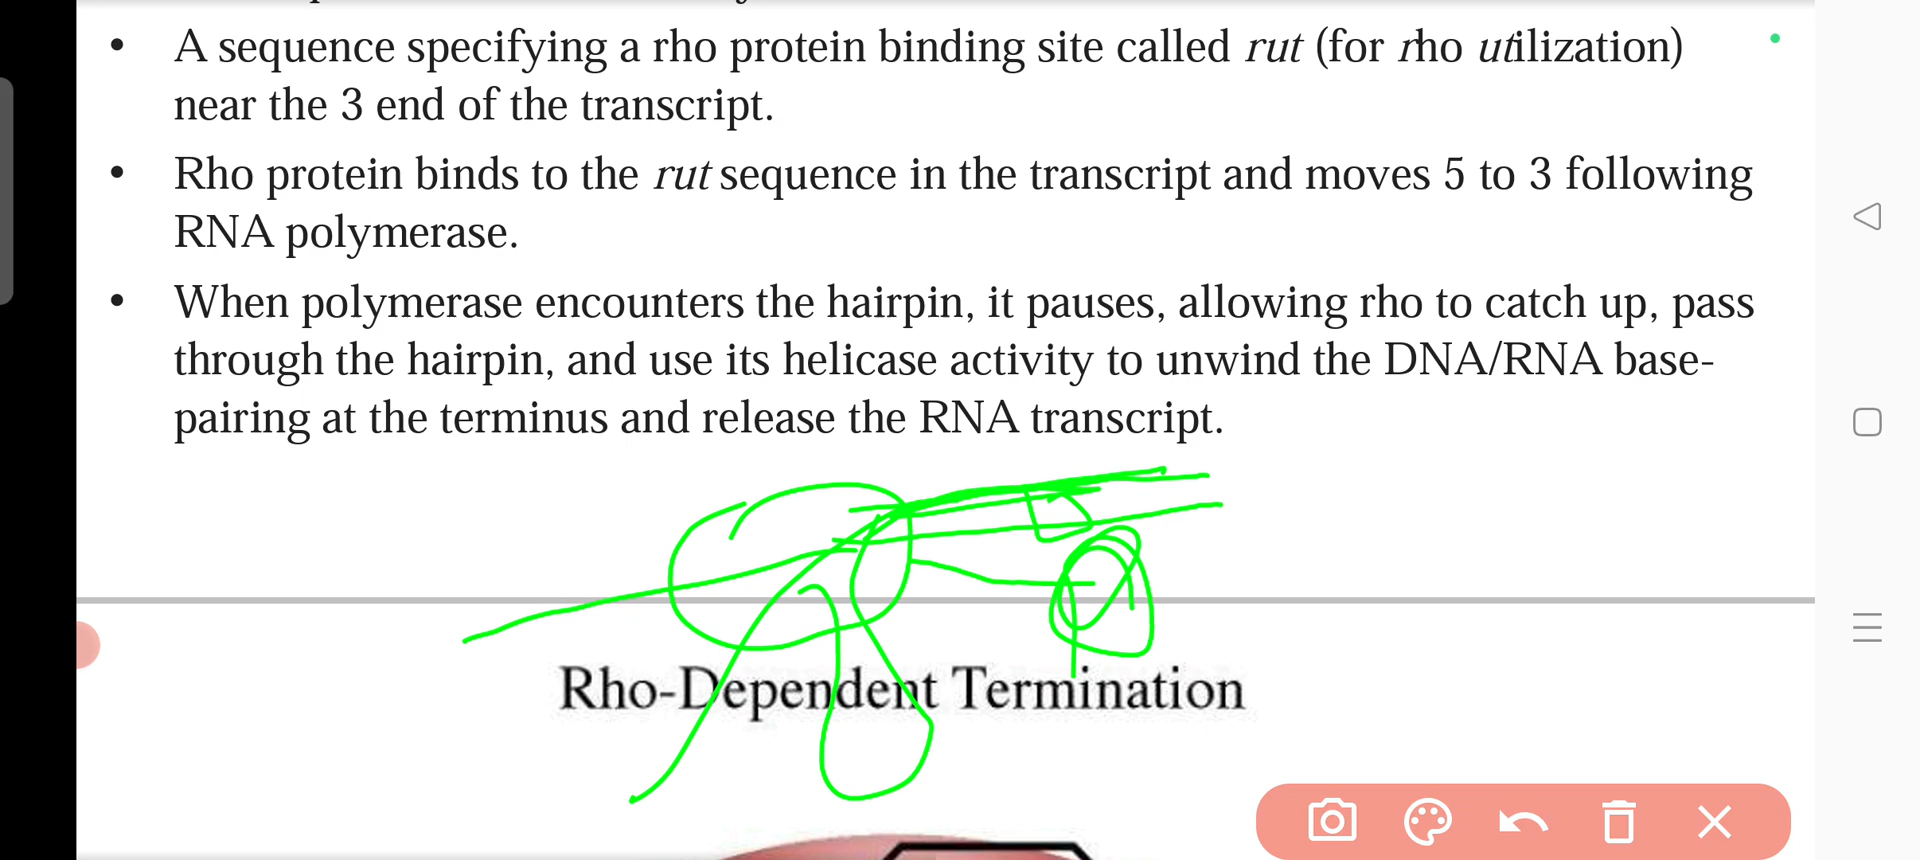 • A sequence specifying a rho protein binding site called rut (for rho utilization)
near the 3 end of the transcript.
• Rho protein binds to the rut sequence in the transcript and moves 5 to 3 following
RNA polymerase.
• When polymerase encounters the hairpin, it pauses, allowing rho to catch up, pass
through the hairpin, and use its helicase activity to unwind the DNA/RNA base-
pairing at the terminus and release the RNA transcript.
Rho-Dependent Termination